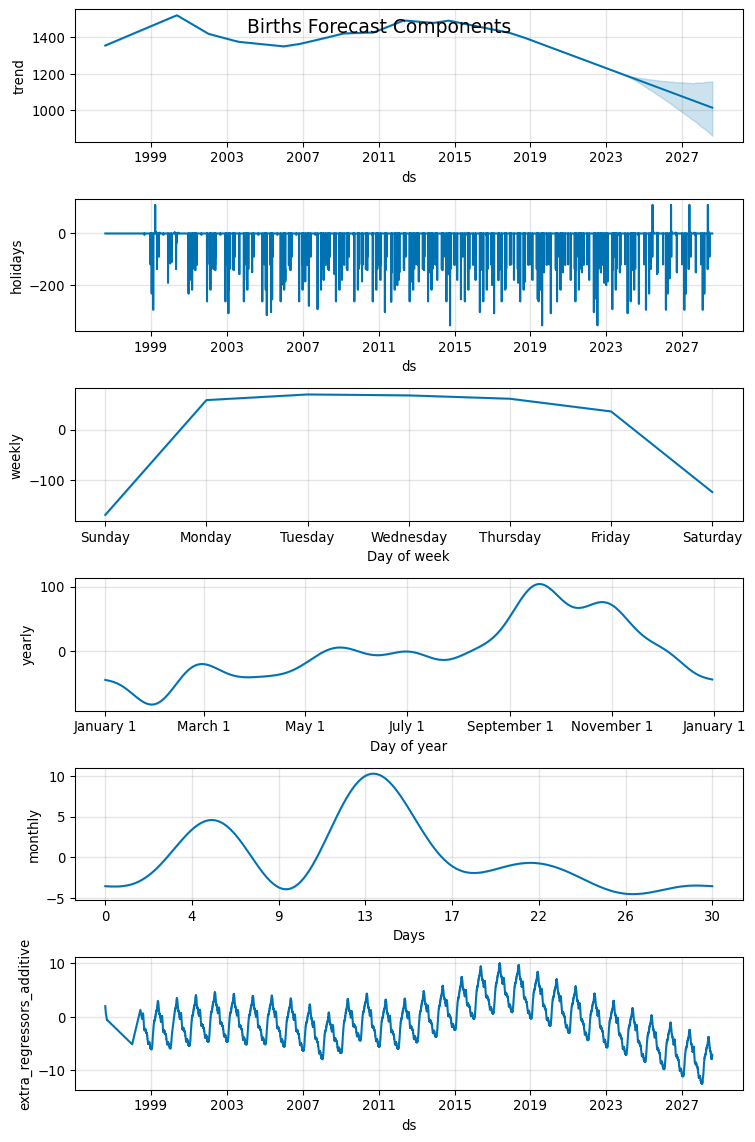 Births Forecast Components
1400
1200
1000
trend
1999 2003 2007 2011 2015 2019 2023 2027
ds
0
−200
holidays
1999 2003 2007 2011 2015 2019 2023 2027
ds
0
−100
weekly
Sunday Monday Tuesday Wednesday Thursday Friday Saturday
Day of week
100
0
yearly
January 1 March 1 May 1 July 1 September 1 November 1 January 1
Day of year
10
5
0
−5
monthly
0 4 9 13 17 22 26 30
Days
10
0
−10
extra_regressors_additive
1999 2003 2007 2011 2015 2019 2023 2027
ds